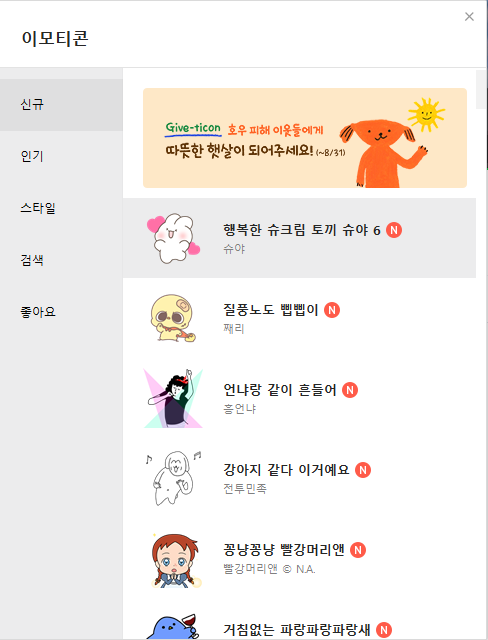 이모티콘
신규
인기
스타일
검색
좋아요
Give-ticon 호우 피해 이웃들에게
따뜻한 햇살이 되어주세요! (~8/31)
행복한 슈크림 토끼 슈야 6 N
슈야
질풍노도 삡삡이 N
째리
언냐랑 같이 흔들어 N
홍언냐
강아지 같다 이거예요 N
전투민족
꽁냥꽁냥 빨강머리앤 N
빨강머리앤 © N.A.
거침없는 파랑파랑파랑새 N